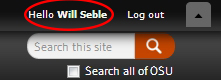 Hello Will Seble Log out
Search this site
Search all of OSU